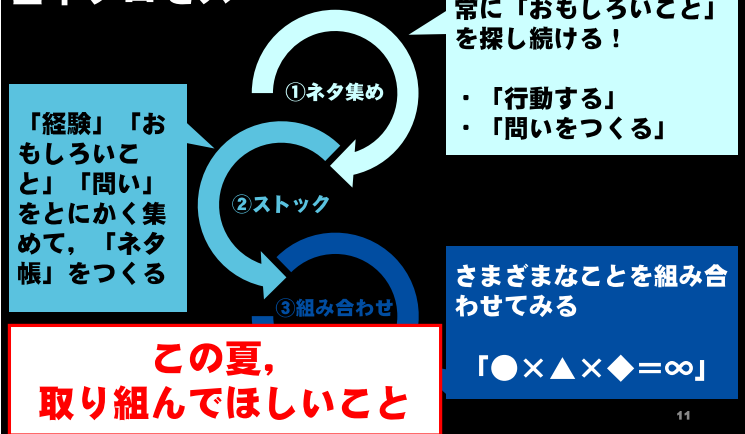 常に「おもしろいこと」
を探し続ける！
・「行動する」
・「問いをつくる」
①ネタ集め
「経験」「お
もしろいこ
と」「問い」
をとにかく集
めて，「ネタ
帳」をつくる
②ストック
③組み合わせ
さまざまなことを組み合
わせてみる
「●×▲×◆＝∞」
この夏，
取り組んでほしいこと
11